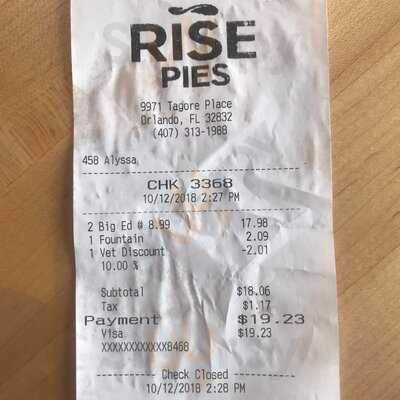 RISE
PIES
9971 Tagore Place
Orlando, FL 32832
(407) 313-1988
458 Alyssa
CHK 3368
10/12/2018 2:27 PM
2 Big Ed @ 8.99 17.98
1 Fountain 2.09
1 Vet Discount -2.01
10.00 %
Subtotal $18.06
Tax $1.17
Payment $19.23
Visa $19.23
XXXXXXXXXXXX8468
---------- Check Closed ----------
10/12/2018 2:28 PM